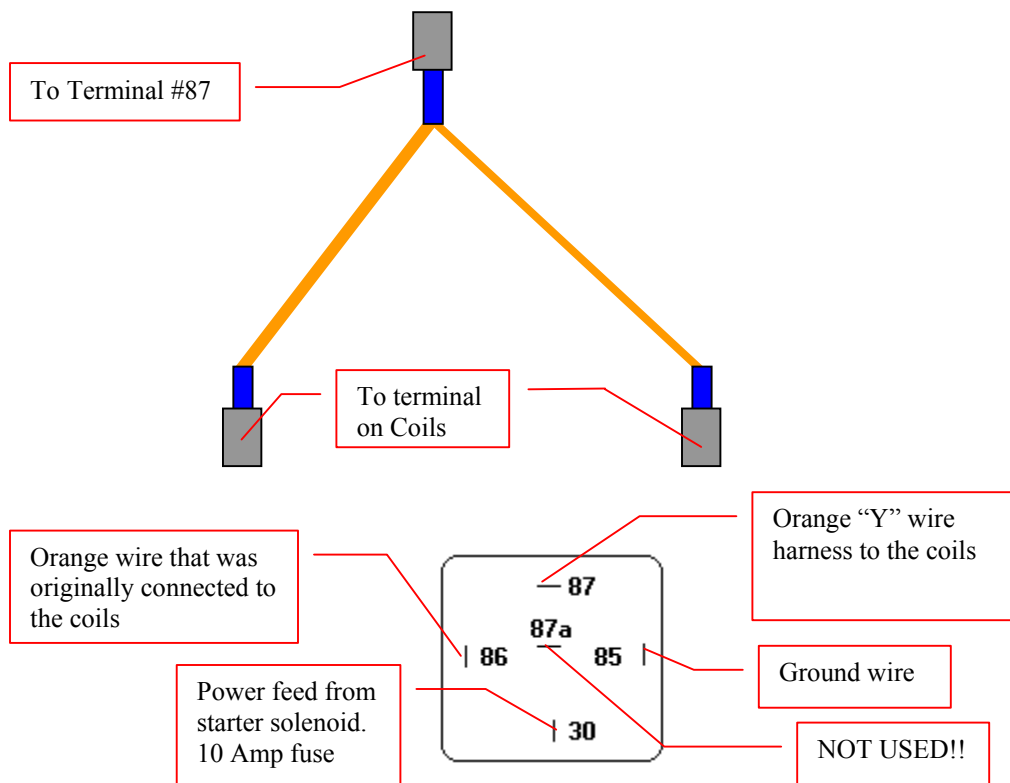 To Terminal #87
To terminal
on Coils
Orange wire that was
originally connected to
the coils
Orange “Y” wire
harness to the coils
87
87a
86
85
Ground wire
Power feed from
starter solenoid.
10 Amp fuse
30
NOT USED!!